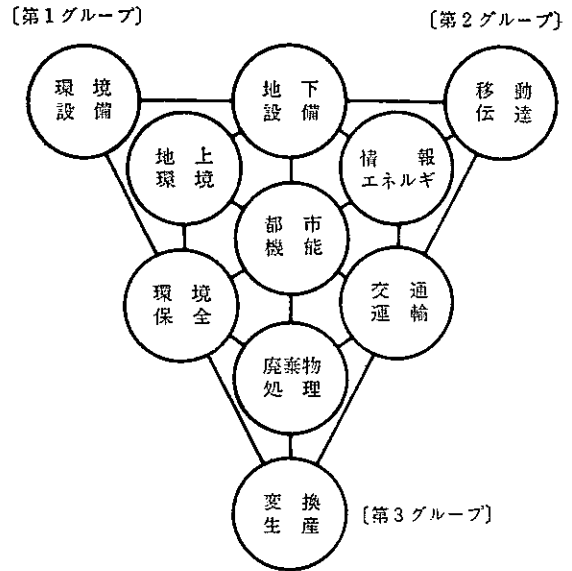 〔第1グループ〕
〔第2グループ〕
環境
設備
地下
設備
移動
伝達
地上
環境
情報
エネルギ
都市
機能
環境
保全
交通
運輸
廃棄物
処理
変換
生産
〔第3グループ〕